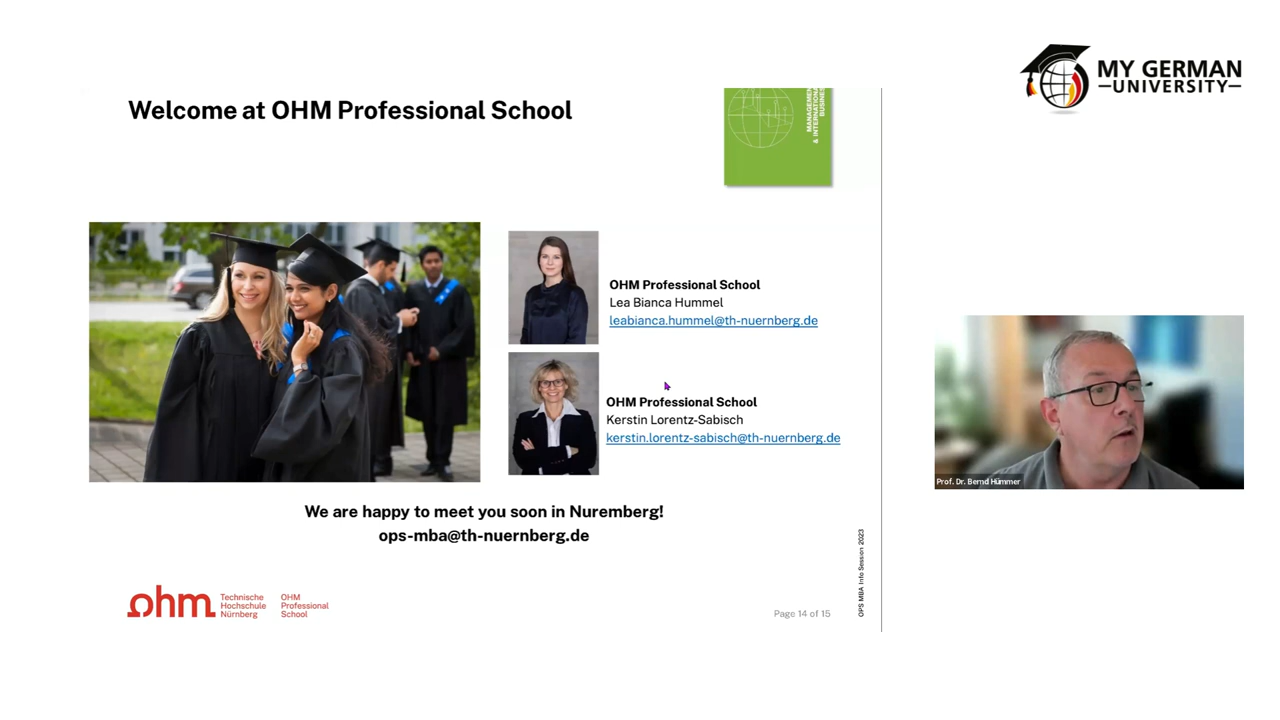 MY GERMAN
UNIVERSITY
Welcome at OHM Professional School
MANAGEMEN
& INTERNATIONA
BUSINES
OHM Professional School
Lea Bianca Hummel
leabianca.hummel@th-nuernberg.de
OHM Professional School
Kerstin Lorentz-Sabisch
kerstin.lorentz-sabisch@th-nuernberg.de
Prof. Dr. Bernd Hümmer
We are happy to meet you soon in Nuremberg!
ops-mba@th-nuernberg.de
OPS MBA Info Session 2023
ohm
Technische
Hochschule
Nürnberg
OHM
Professional
School
Page 14 of 15